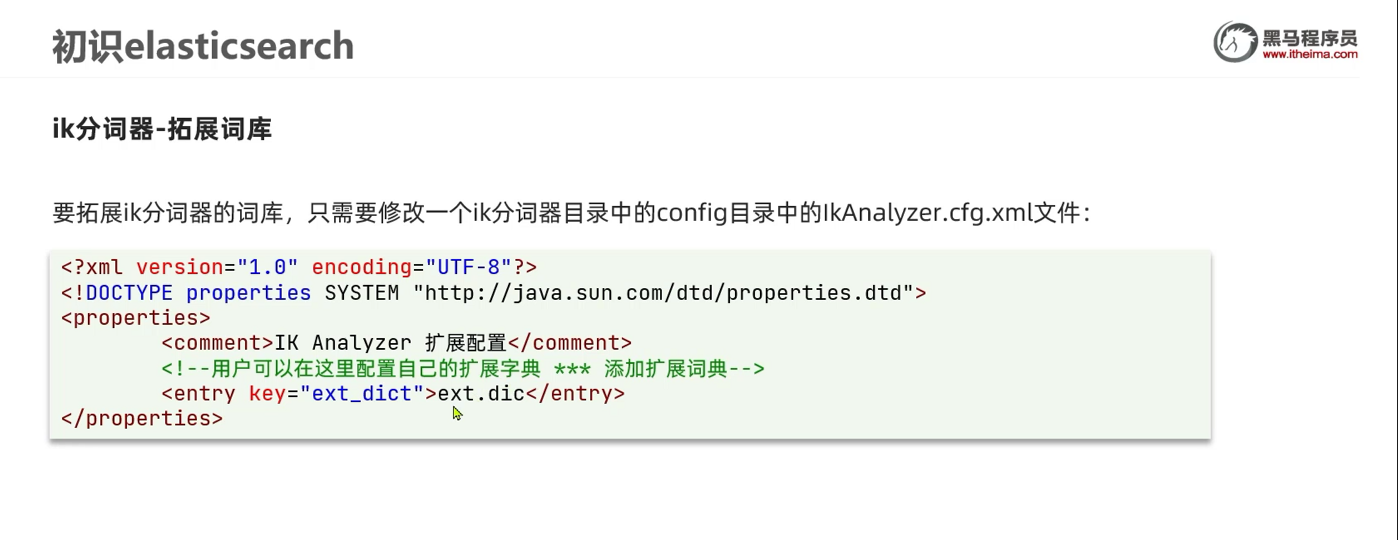 初识elasticsearch
黑马程序员
www.itheima.com
ik分词器-拓展词库
要拓展ik分词器的词库，只需要修改一个ik分词器目录中的config目录中的IkAnalyzer.cfg.xml文件：
<?xml version="1.0" encoding="UTF-8"?>
<!DOCTYPE properties SYSTEM "http://java.sun.com/dtd/properties.dtd">
<properties>
        <comment>IK Analyzer 扩展配置</comment>
        <!--用户可以在这里配置自己的扩展字典 *** 添加扩展词典-->
        <entry key="ext_dict">ext.dic</entry>
</properties>